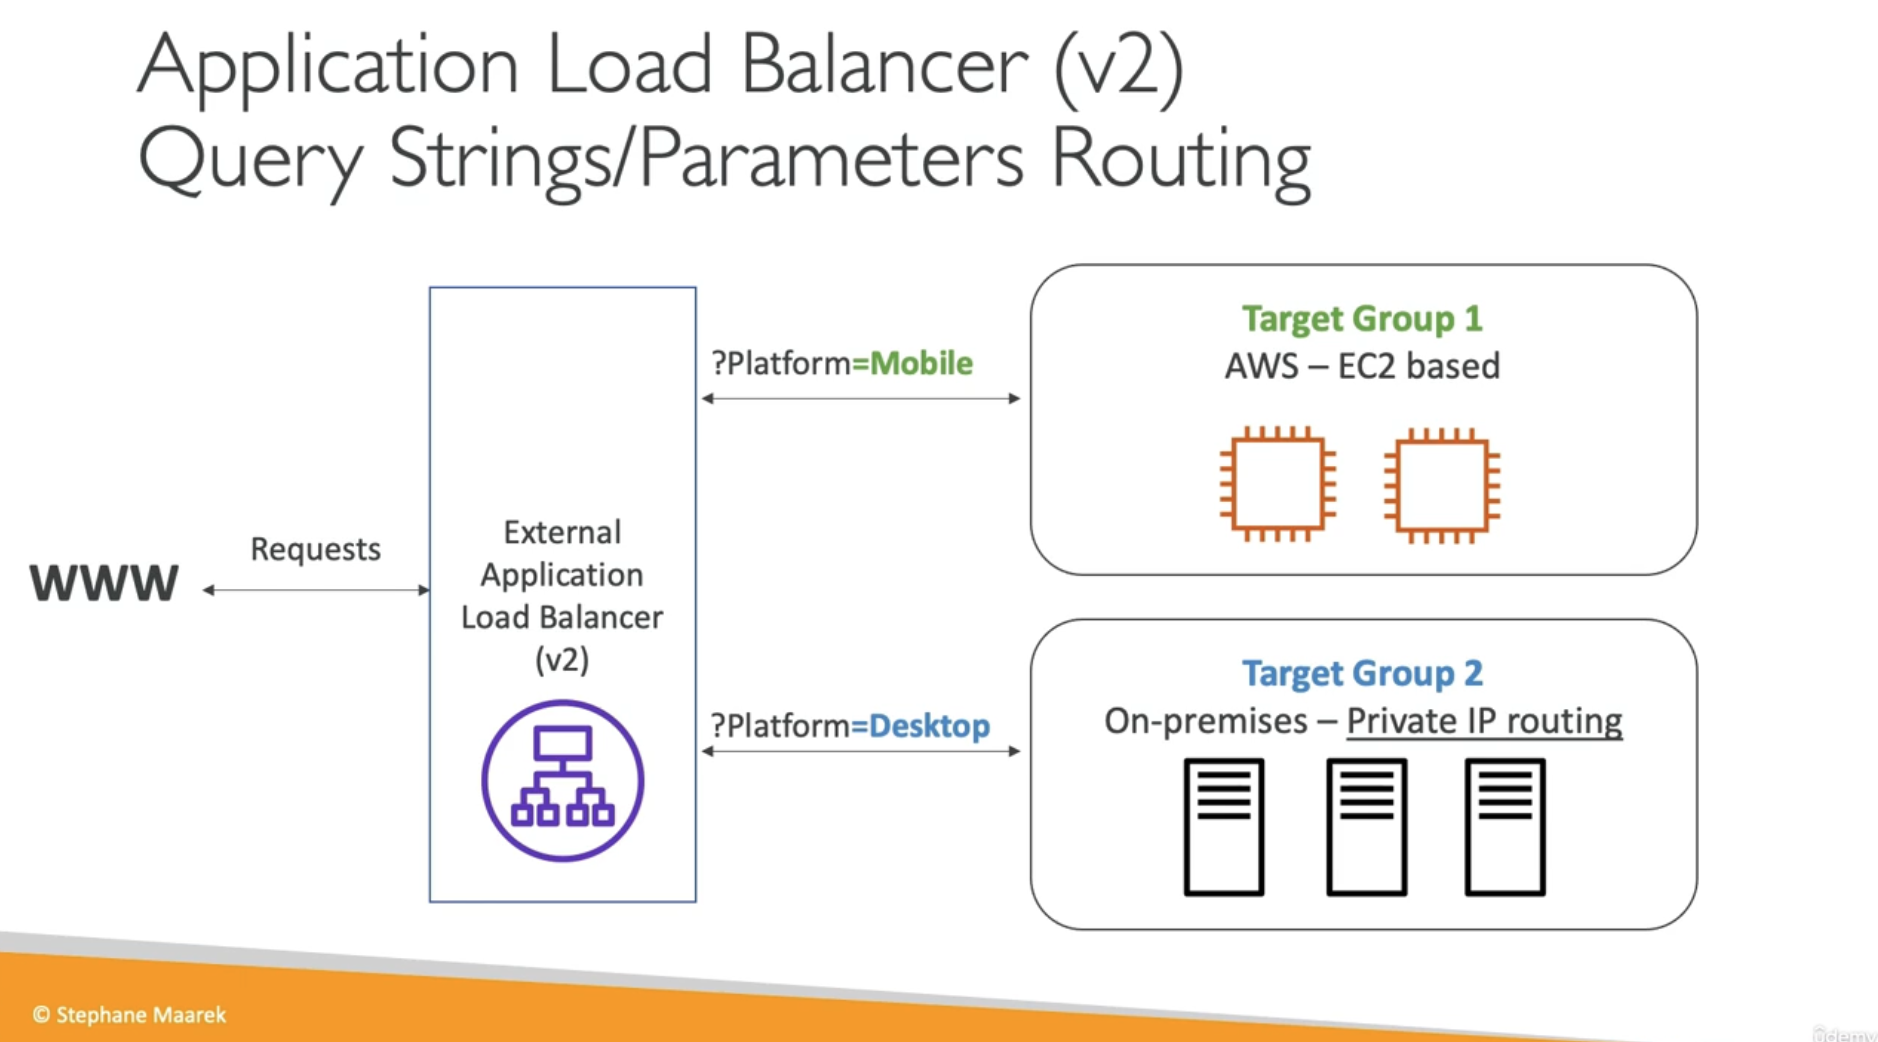 Application Load Balancer (v2)
Query Strings/Parameters Routing
WWW
Requests
External
Application
Load Balancer
(v2)
?Platform=Mobile
Target Group 1
AWS – EC2 based
?Platform=Desktop
Target Group 2
On-premises – Private IP routing
© Stephane Maarek
ûdemy